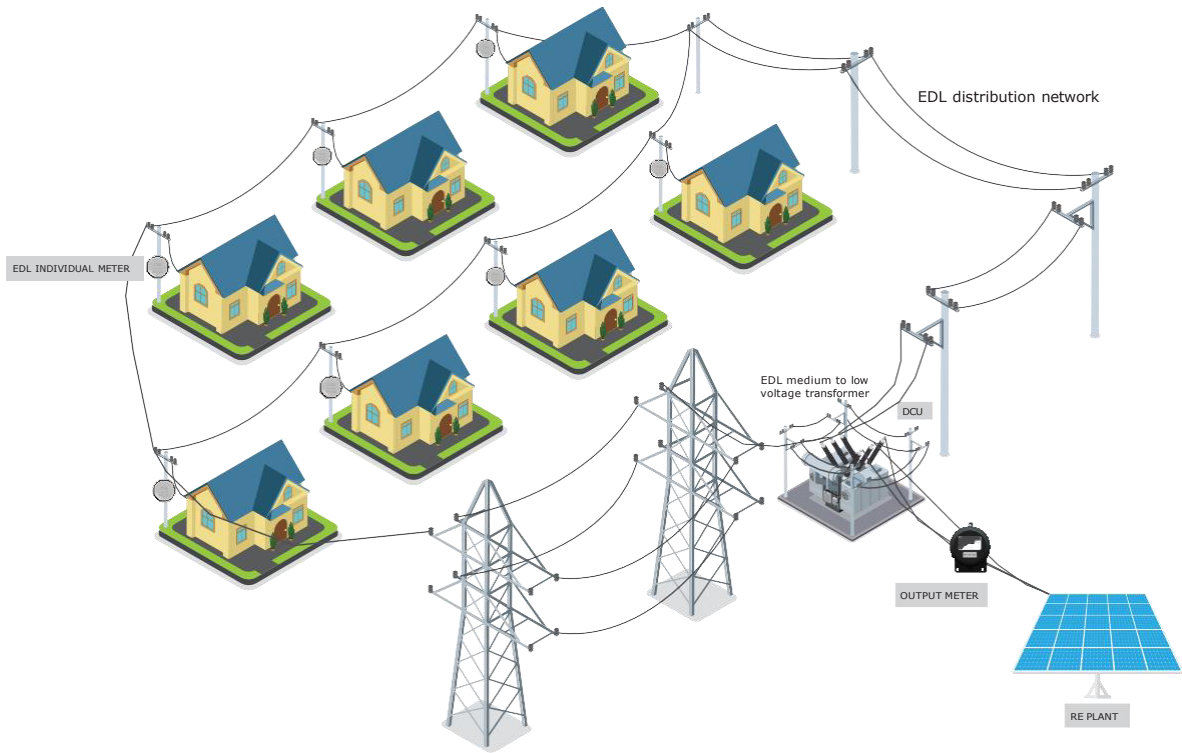 EDL distribution network
EDL INDIVIDUAL METER
EDL medium to low
voltage transformer
DCU
OUTPUT METER
RE PLANT